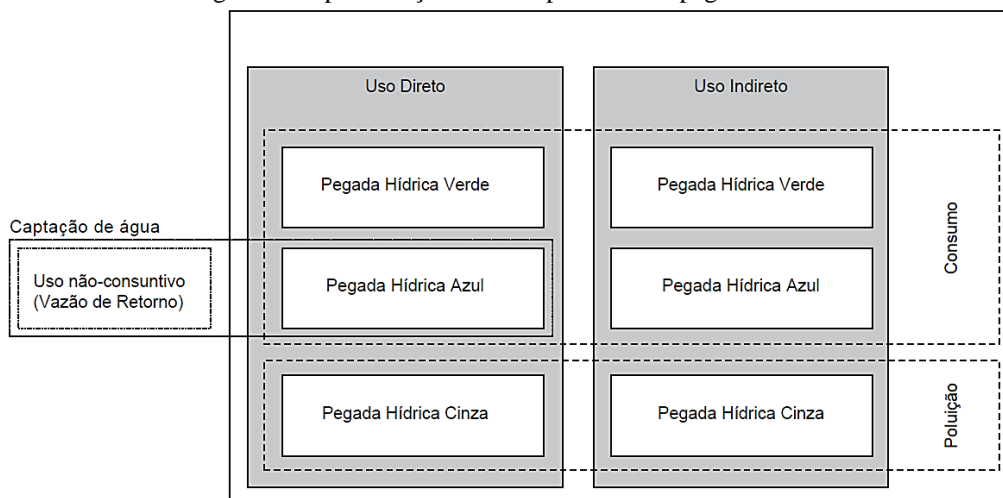 Uso Direto
Uso Indireto
Pegada Hídrica Verde
Pegada Hídrica Verde
Captação de água
Uso não-consuntivo
(Vazão de Retorno)
Pegada Hídrica Azul
Pegada Hídrica Azul
Consumo
Pegada Hídrica Cinza
Pegada Hídrica Cinza
Poluição